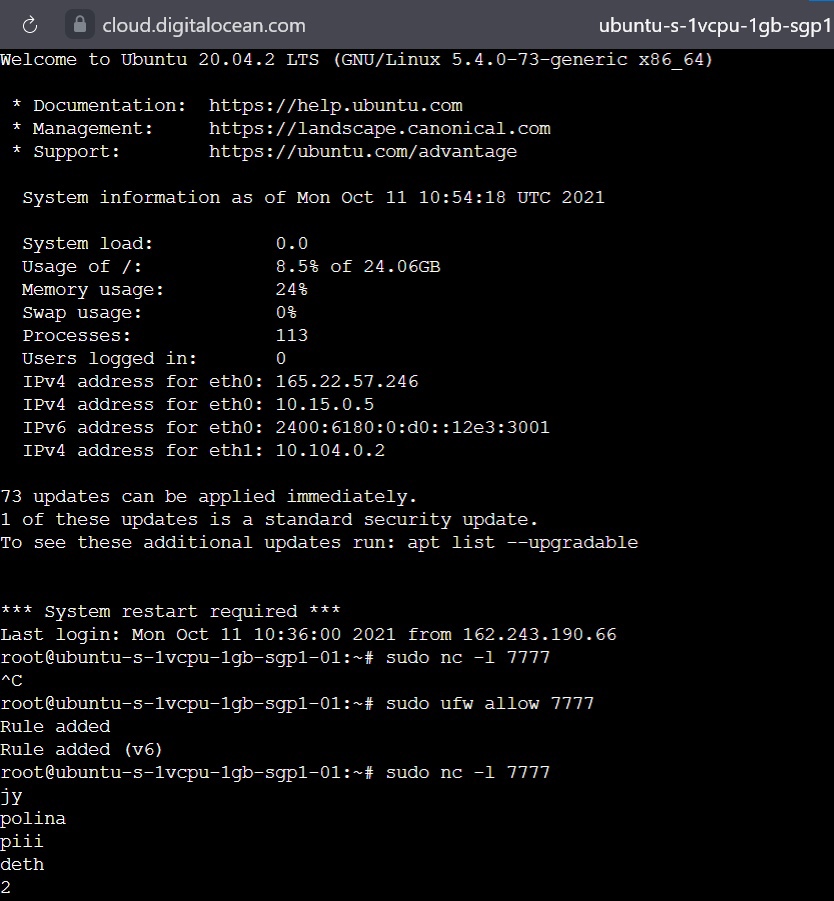 cloud.digitalocean.com ubuntu-s-1vcpu-1gb-sgp1
Welcome to Ubuntu 20.04.2 LTS (GNU/Linux 5.4.0-73-generic x86_64)
* Documentation: https://help.ubuntu.com
* Management: https://landscape.canonical.com
* Support: https://ubuntu.com/advantage
System information as of Mon Oct 11 10:54:18 UTC 2021
System load: 0.0
Usage of /: 8.5% of 24.06GB
Memory usage: 24%
Swap usage: 0%
Processes: 113
Users logged in: 0
IPv4 address for eth0: 165.22.57.246
IPv4 address for eth0: 10.15.0.5
IPv6 address for eth0: 2400:6180:0:d0::12e3:3001
IPv4 address for eth1: 10.104.0.2
73 updates can be applied immediately.
1 of these updates is a standard security update.
To see these additional updates run: apt list --upgradable
*** System restart required ***
Last login: Mon Oct 11 10:36:00 2021 from 162.243.190.66
root@ubuntu-s-1vcpu-1gb-sgp1-01:~# sudo nc -l 7777
^C
root@ubuntu-s-1vcpu-1gb-sgp1-01:~# sudo ufw allow 7777
Rule added
Rule added (v6)
root@ubuntu-s-1vcpu-1gb-sgp1-01:~# sudo nc -l 7777
jy
polina
piii
deth
2